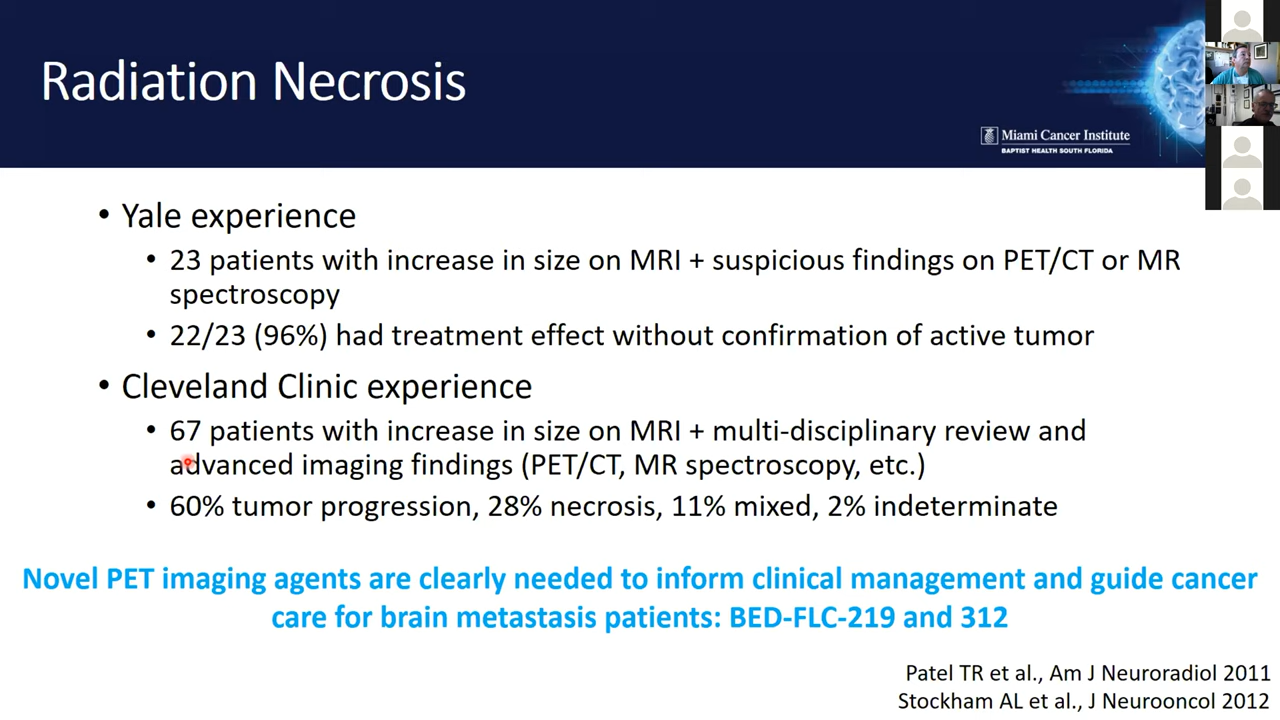 Radiation Necrosis
Miami Cancer Institute
BAPTIST HEALTH SOUTH FLORIDA
• Yale experience
• 23 patients with increase in size on MRI + suspicious findings on PET/CT or MR
spectroscopy
• 22/23 (96%) had treatment effect without confirmation of active tumor
• Cleveland Clinic experience
• 67 patients with increase in size on MRI + multi-disciplinary review and
advanced imaging findings (PET/CT, MR spectroscopy, etc.)
• 60% tumor progression, 28% necrosis, 11% mixed, 2% indeterminate
Novel PET imaging agents are clearly needed to inform clinical management and guide cancer
care for brain metastasis patients: BED-FLC-219 and 312
Patel TR et al., Am J Neuroradiol 2011
Stockham AL et al., J Neurooncol 2012